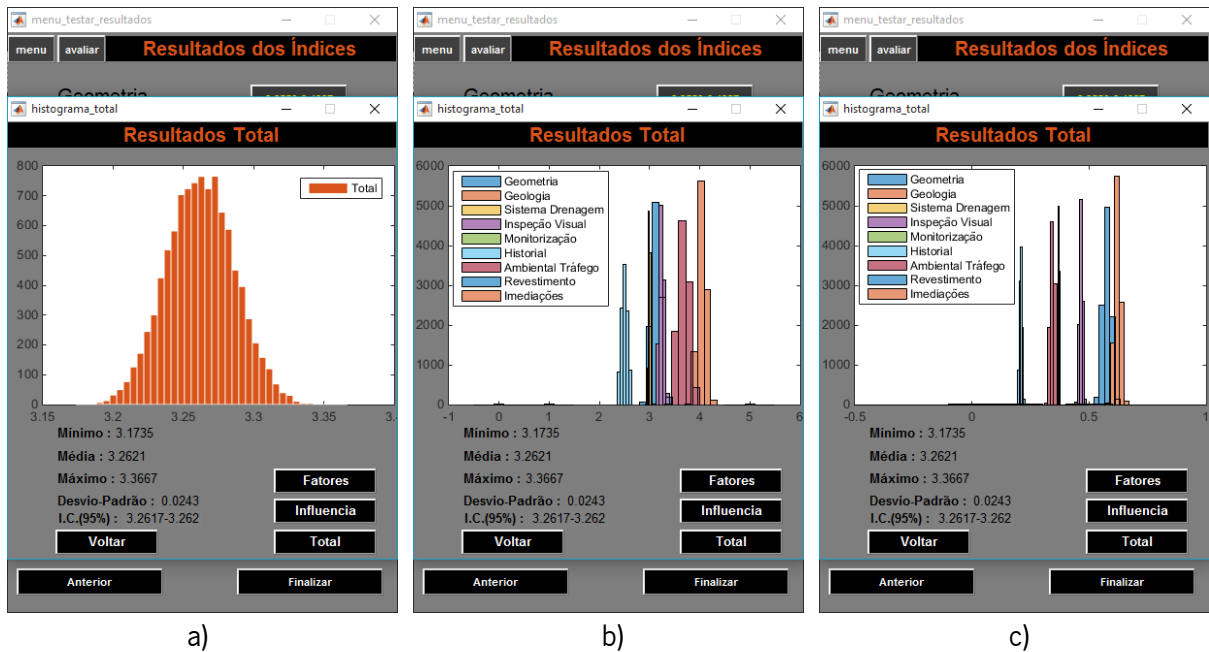 menu_testar_resultados
menu avaliar Resultados dos Índices
Geometria
histograma_total
Resultados Total
800
700
600
500
400
300
200
100
0
3.15 3.2 3.25 3.3 3.35
Total
Mínimo : 3.1735
Média : 3.2621
Máximo : 3.3667
Desvio-Padrão : 0.0243
I.C.(95%) : 3.2617-3.262
Fatores
Influencia
Voltar Total
Anterior Finalizar
a)
menu_testar_resultados
menu avaliar Resultados dos Índices
Geometria
histograma_total
Resultados Total
6000
5000
4000
3000
2000
1000
0
-1 0 1 2 3 4 5 6
Geometria
Geologia
Sistema Drenagem
Inspeção Visual
Monitorização
Historial
Ambiental Tráfego
Revestimento
Imediações
Mínimo : 3.1735
Média : 3.2621
Máximo : 3.3667
Desvio-Padrão : 0.0243
I.C.(95%) : 3.2617-3.262
Fatores
Influencia
Voltar Total
Anterior Finalizar
b)
menu_testar_resultados
menu avaliar Resultados dos Índices
Geometria
histograma_total
Resultados Total
6000
5000
4000
3000
2000
1000
0
-0.5 0 0.5 1
Geometria
Geologia
Sistema Drenagem
Inspeção Visual
Monitorização
Historial
Ambiental Tráfego
Revestimento
Imediações
Mínimo : 3.1735
Média : 3.2621
Máximo : 3.3667
Desvio-Padrão : 0.0243
I.C.(95%) : 3.2617-3.262
Fatores
Influencia
Voltar Total
Anterior Finalizar
c)